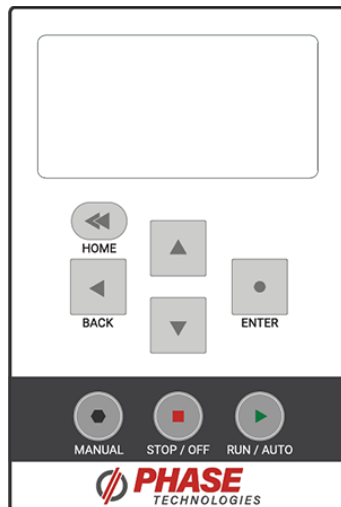 HOME
BACK
ENTER
MANUAL STOP / OFF RUN / AUTO
PHASE
TECHNOLOGIES